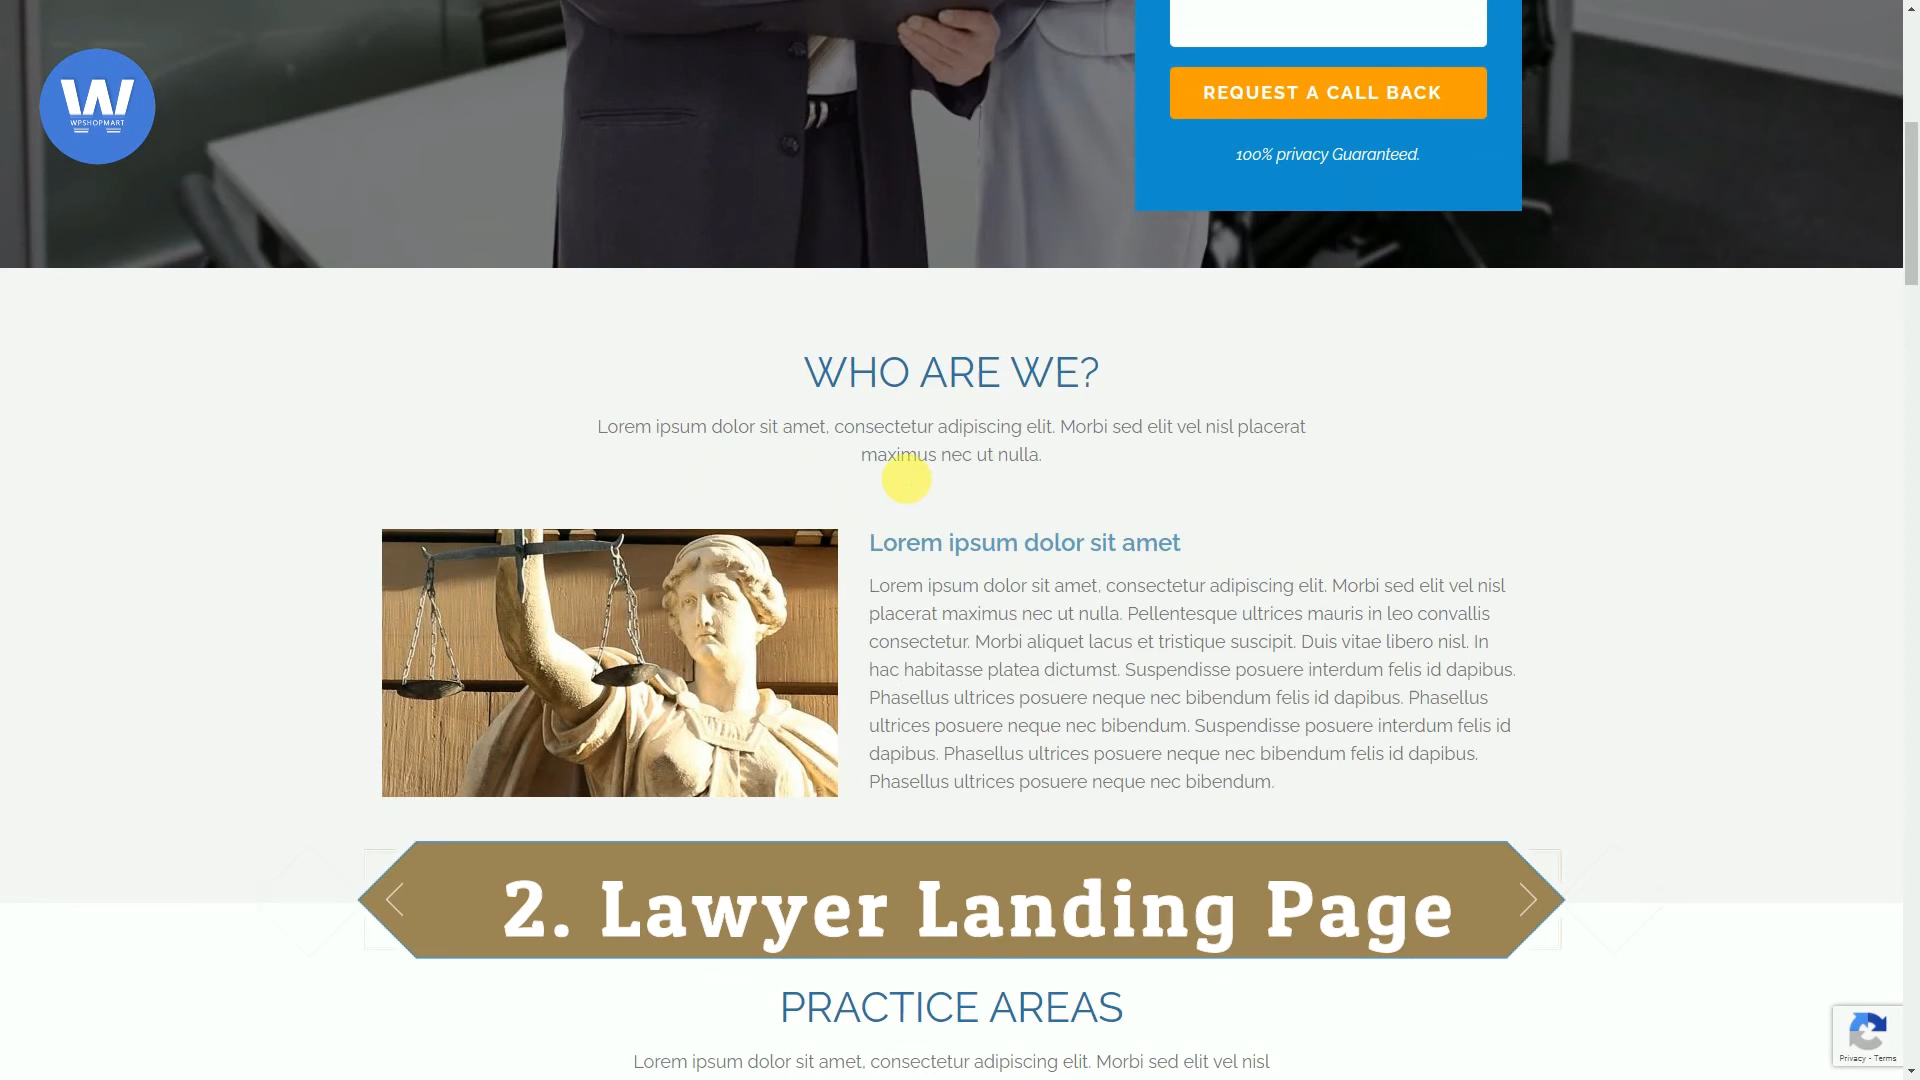 W
WPSHOPMART
REQUEST A CALL BACK
100% privacy Guaranteed.
WHO ARE WE?
Lorem ipsum dolor sit amet, consectetur adipiscing elit. Morbi sed elit vel nisl placerat
maximus nec ut nulla.
Lorem ipsum dolor sit amet
Lorem ipsum dolor sit amet, consectetur adipiscing elit. Morbi sed elit vel nisl
placerat maximus nec ut nulla. Pellentesque ultrices mauris in leo convallis
consectetur. Morbi aliquet lacus et tristique suscipit. Duis vitae libero nisl. In
hac habitasse platea dictumst. Suspendisse posuere interdum felis id dapibus.
Phasellus ultrices posuere neque nec bibendum felis id dapibus. Phasellus
ultrices posuere neque nec bibendum. Suspendisse posuere interdum felis id
dapibus. Phasellus ultrices posuere neque nec bibendum felis id dapibus.
Phasellus ultrices posuere neque nec bibendum.
2. Lawyer Landing Page
PRACTICE AREAS
Lorem ipsum dolor sit amet, consectetur adipiscing elit. Morbi sed elit vel nisl
Privacy - Terms